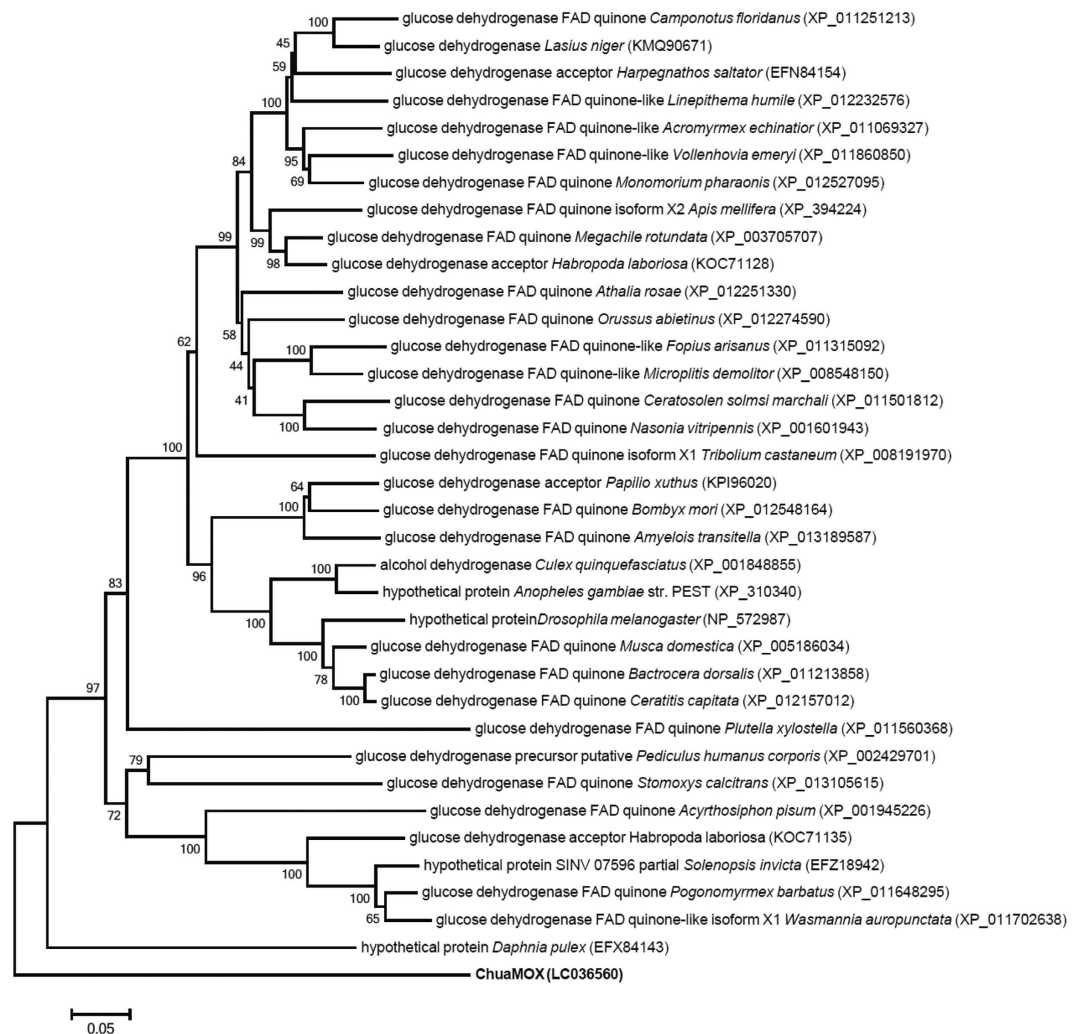 glucose dehydrogenase FAD quinone Camponotus floridanus (XP_011251213)
100
glucose dehydrogenase Lasius niger (KMQ90671)
45
59
glucose dehydrogenase acceptor Harpegnathos saltator (EFN84154)
glucose dehydrogenase FAD quinone-like Linepithema humile (XP_012232576)
100
glucose dehydrogenase FAD quinone-like Acromyrmex echinatior (XP_011069327)
glucose dehydrogenase FAD quinone-like Vollenhovia emeryi (XP_011860850)
84
95
69
glucose dehydrogenase FAD quinone Monomorium pharaonis (XP_012527095)
glucose dehydrogenase FAD quinone isoform X2 Apis mellifera (XP_394224)
99
99
glucose dehydrogenase FAD quinone Megachile rotundata (XP_003705707)
98
glucose dehydrogenase acceptor Habropoda laboriosa (KOC71128)
glucose dehydrogenase FAD quinone Athalia rosae (XP_012251330)
glucose dehydrogenase FAD quinone Orussus abietinus (XP_012274590)
58
62
100
glucose dehydrogenase FAD quinone-like Fopius arisanus (XP_011315092)
44
glucose dehydrogenase FAD quinone-like Microplitis demolitor (XP_008548150)
41
glucose dehydrogenase FAD quinone Ceratosolen solmsi marchali (XP_011501812)
100
glucose dehydrogenase FAD quinone Nasonia vitripennis (XP_001601943)
100
glucose dehydrogenase FAD quinone isoform X1 Tribolium castaneum (XP_008191970)
64
glucose dehydrogenase acceptor Papilio xuthus (KPI96020)
100
glucose dehydrogenase FAD quinone Bombyx mori (XP_012548164)
glucose dehydrogenase FAD quinone Amyelois transitella (XP_013189587)
96
100
alcohol dehydrogenase Culex quinquefasciatus (XP_001848855)
83
hypothetical protein Anopheles gambiae str. PEST (XP_310340)
100
hypothetical proteinDrosophila melanogaster (NP_572987)
100
glucose dehydrogenase FAD quinone Musca domestica (XP_005186034)
78
glucose dehydrogenase FAD quinone Bactrocera dorsalis (XP_011213858)
97
100
glucose dehydrogenase FAD quinone Ceratitis capitata (XP_012157012)
glucose dehydrogenase FAD quinone Plutella xylostella (XP_011560368)
79
glucose dehydrogenase precursor putative Pediculus humanus corporis (XP_002429701)
glucose dehydrogenase FAD quinone Stomoxys calcitrans (XP_013105615)
72
glucose dehydrogenase FAD quinone Acyrthosiphon pisum (XP_001945226)
100
glucose dehydrogenase acceptor Habropoda laboriosa (KOC71135)
100
hypothetical protein SINV 07596 partial Solenopsis invicta (EFZ18942)
100
glucose dehydrogenase FAD quinone Pogonomyrmex barbatus (XP_011648295)
65
glucose dehydrogenase FAD quinone-like isoform X1 Wasmannia auropunctata (XP_011702638)
hypothetical protein Daphnia pulex (EFX84143)
ChuaMOX (LC036560)
0.05